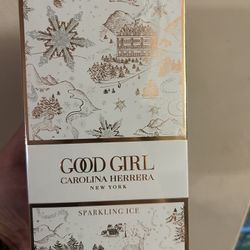 GOOD GIRL
CAROLINA HERRERA
NEW YORK
SPARKLING ICE